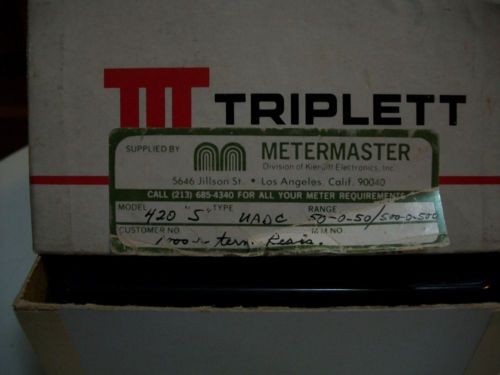 TRIPLETT
SUPPLIED BY METERMASTER
Division of Kierulff Electronics, Inc.
5646 Jillson St. • Los Angeles, Calif. 90040
CALL (213) 685-4340 FOR ALL YOUR METER REQUIREMENTS
MODEL 420 "S" TYPE UADC RANGE 50-0-50/500-0-500
CUSTOMER NO. Resis.